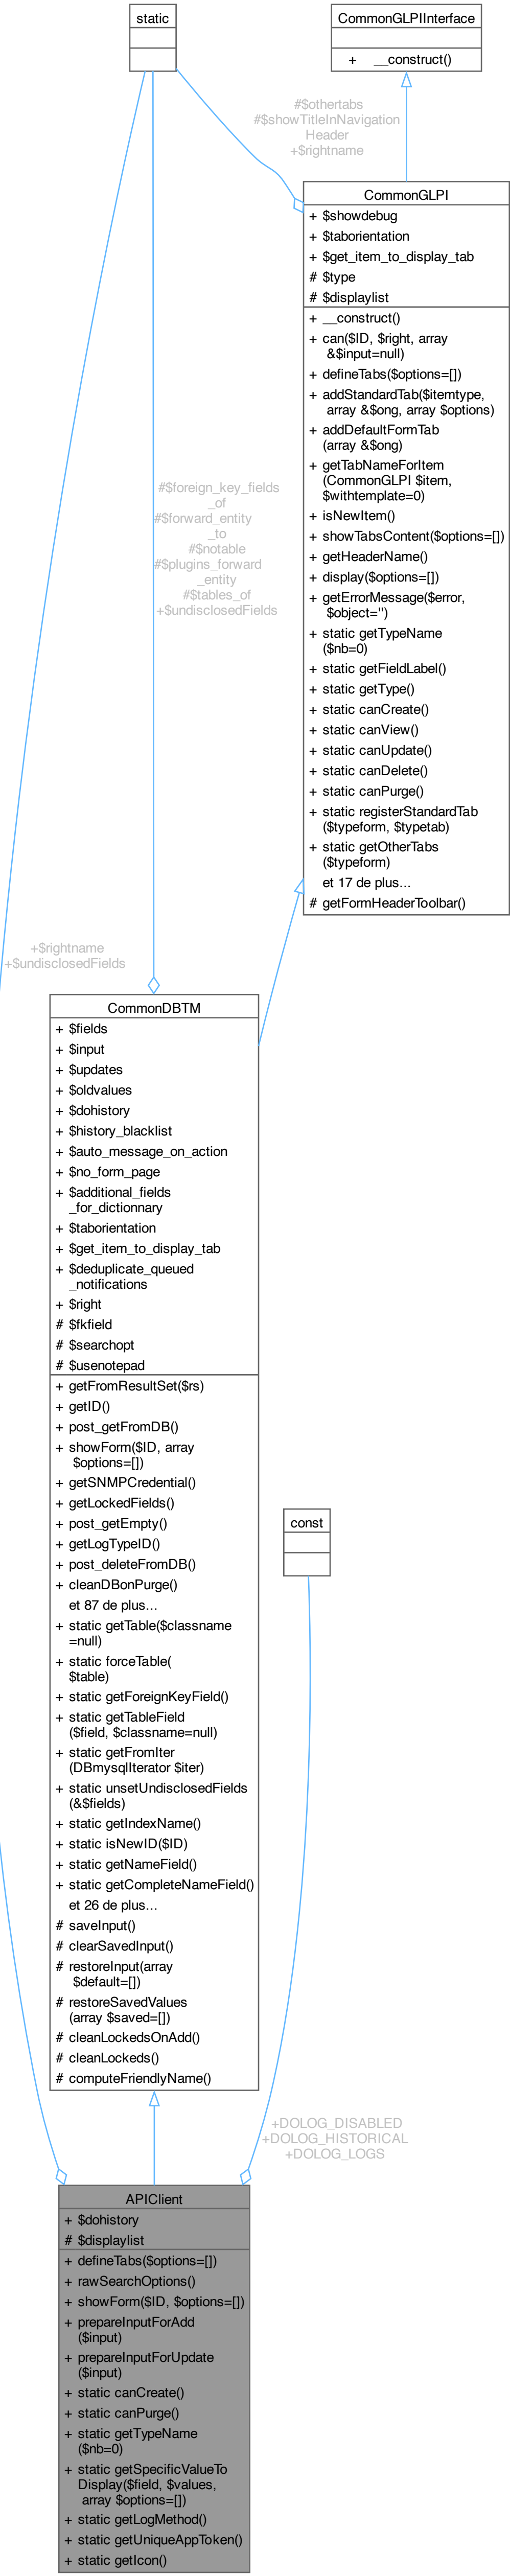 static
CommonGLPIInterface
+ __construct()
#$othertabs
#$showTitleInNavigation
Header
+$rightname
CommonGLPI
+ $showdebug
+ $taborientation
+ $get_item_to_display_tab
# $type
# $displaylist
+ __construct()
+ can($ID, $right, array
&$input=null)
+ defineTabs($options=[])
+ addStandardTab($itemtype,
array &$ong, array $options)
+ addDefaultFormTab
(array &$ong)
+ getTabNameForItem
(CommonGLPI $item,
$withtemplate=0)
+ isNewItem()
+ showTabsContent($options=[])
+ getHeaderName()
+ display($options=[])
+ getErrorMessage($error,
$object='')
+ static getTypeName
($nb=0)
+ static getFieldLabel()
+ static getType()
+ static canCreate()
+ static canView()
+ static canUpdate()
+ static canDelete()
+ static canPurge()
+ static registerStandardTab
($typeform, $typetab)
+ static getOtherTabs
($typeform)
et 17 de plus...
# getFormHeaderToolbar()
#$foreign_key_fields
_of
#$forward_entity
_to
#$notable
#$plugins_forward
_entity
#$tables_of
+$undisclosedFields
+$rightname
+$undisclosedFields
CommonDBTM
+ $fields
+ $input
+ $updates
+ $oldvalues
+ $dohistory
+ $history_blacklist
+ $auto_message_on_action
+ $no_form_page
+ $additional_fields
_for_dictionnary
+ $taborientation
+ $get_item_to_display_tab
+ $deduplicate_queued
_notifications
+ $right
# $fkfield
# $searchopt
# $usenotepad
+ getFromResultSet($rs)
+ getID()
+ post_getFromDB()
+ showForm($ID, array
$options=[])
+ getSNMPCredential()
+ getLockedFields()
+ post_getEmpty()
+ getLogTypeID()
+ post_deleteFromDB()
+ cleanDBonPurge()
et 87 de plus...
+ static getTable($classname
=null)
+ static forceTable(
$table)
+ static getForeignKeyField()
+ static getTableField
($field, $classname=null)
+ static getFromIter
(DBmysqlIterator $iter)
+ static unsetUndisclosedFields
(&$fields)
+ static getIndexName()
+ static isNewID($ID)
+ static getNameField()
+ static getCompleteNameField()
et 26 de plus...
# saveInput()
# clearSavedInput()
# restoreInput(array
$default=[])
# restoreSavedValues
(array $saved=[])
# cleanLockedsOnAdd()
# cleanLockeds()
# computeFriendlyName()
const
+DOLOG_DISABLED
+DOLOG_HISTORICAL
+DOLOG_LOGS
APIClient
+ $dohistory
# $displaylist
+ defineTabs($options=[])
+ rawSearchOptions()
+ showForm($ID, $options=[])
+ prepareInputForAdd
($input)
+ prepareInputForUpdate
($input)
+ static canCreate()
+ static canPurge()
+ static getTypeName
($nb=0)
+ static getSpecificValueTo
Display($field, $values,
array $options=[])
+ static getLogMethod()
+ static getUniqueAppToken()
+ static getIcon()